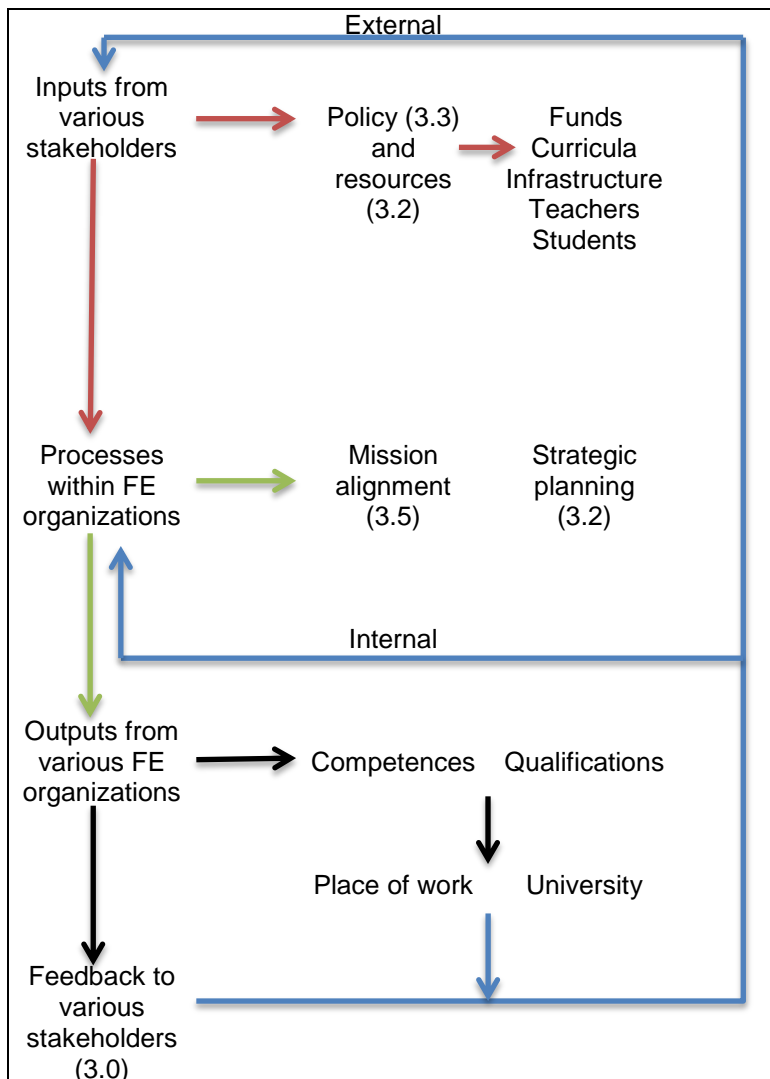 External
Inputs from
various
stakeholders
Policy (3.3)
and
resources
(3.2)
Funds
Curricula
Infrastructure
Teachers
Students
Processes
within FE
organizations
Mission
alignment
(3.5)
Strategic
planning
(3.2)
Internal
Outputs from
various FE
organizations
Competences
Qualifications
Place of work
University
Feedback to
various
stakeholders
(3.0)